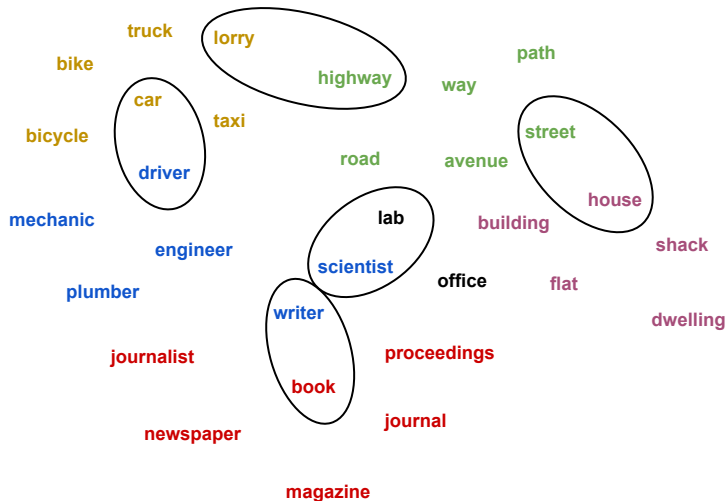 truck
lorry
path
bike
highway
way
car
taxi
street
bicycle
road
avenue
driver
house
mechanic
lab
building
shack
engineer
scientist
office
flat
plumber
writer
dwelling
journalist
proceedings
book
journal
newspaper
magazine